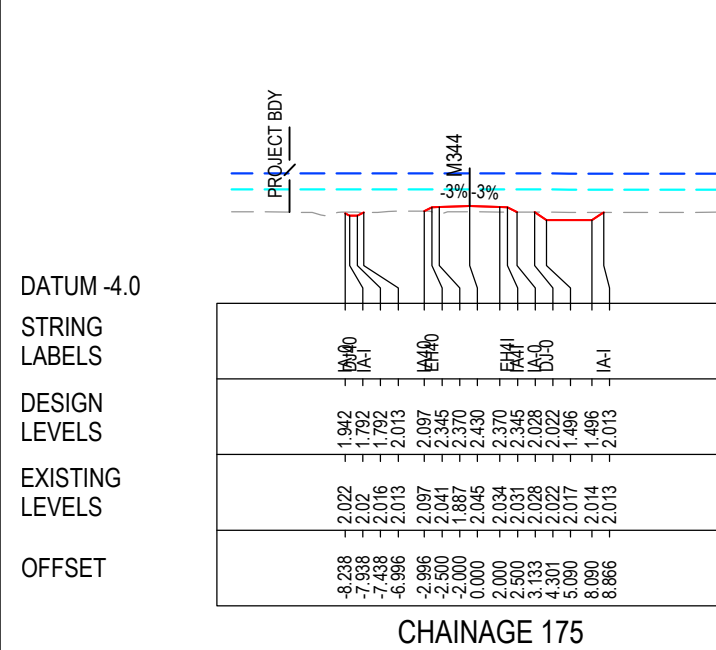 PROJECT BDY
M344
-3% -3%
DATUM -4.0
STRING
LABELS
IA-I
EH4I
IA4I
IA-0
DJ-0
IA-I
DESIGN
LEVELS
1.942 1.792 1.792 2.013 2.097 2.345 2.370 2.430 2.370 2.345 2.028 2.022 1.496 1.496 2.013
EXISTING
LEVELS
2.022 2.02 2.016 2.013 2.097 2.041 1.887 2.045 2.034 2.031 2.028 2.022 2.017 2.014 2.013
OFFSET
-8.238 -7.938 -7.438 -6.996 -2.996 -2.500 -2.000 0.000 2.000 2.500 3.133 4.301 5.090 8.090 8.866
CHAINAGE 175